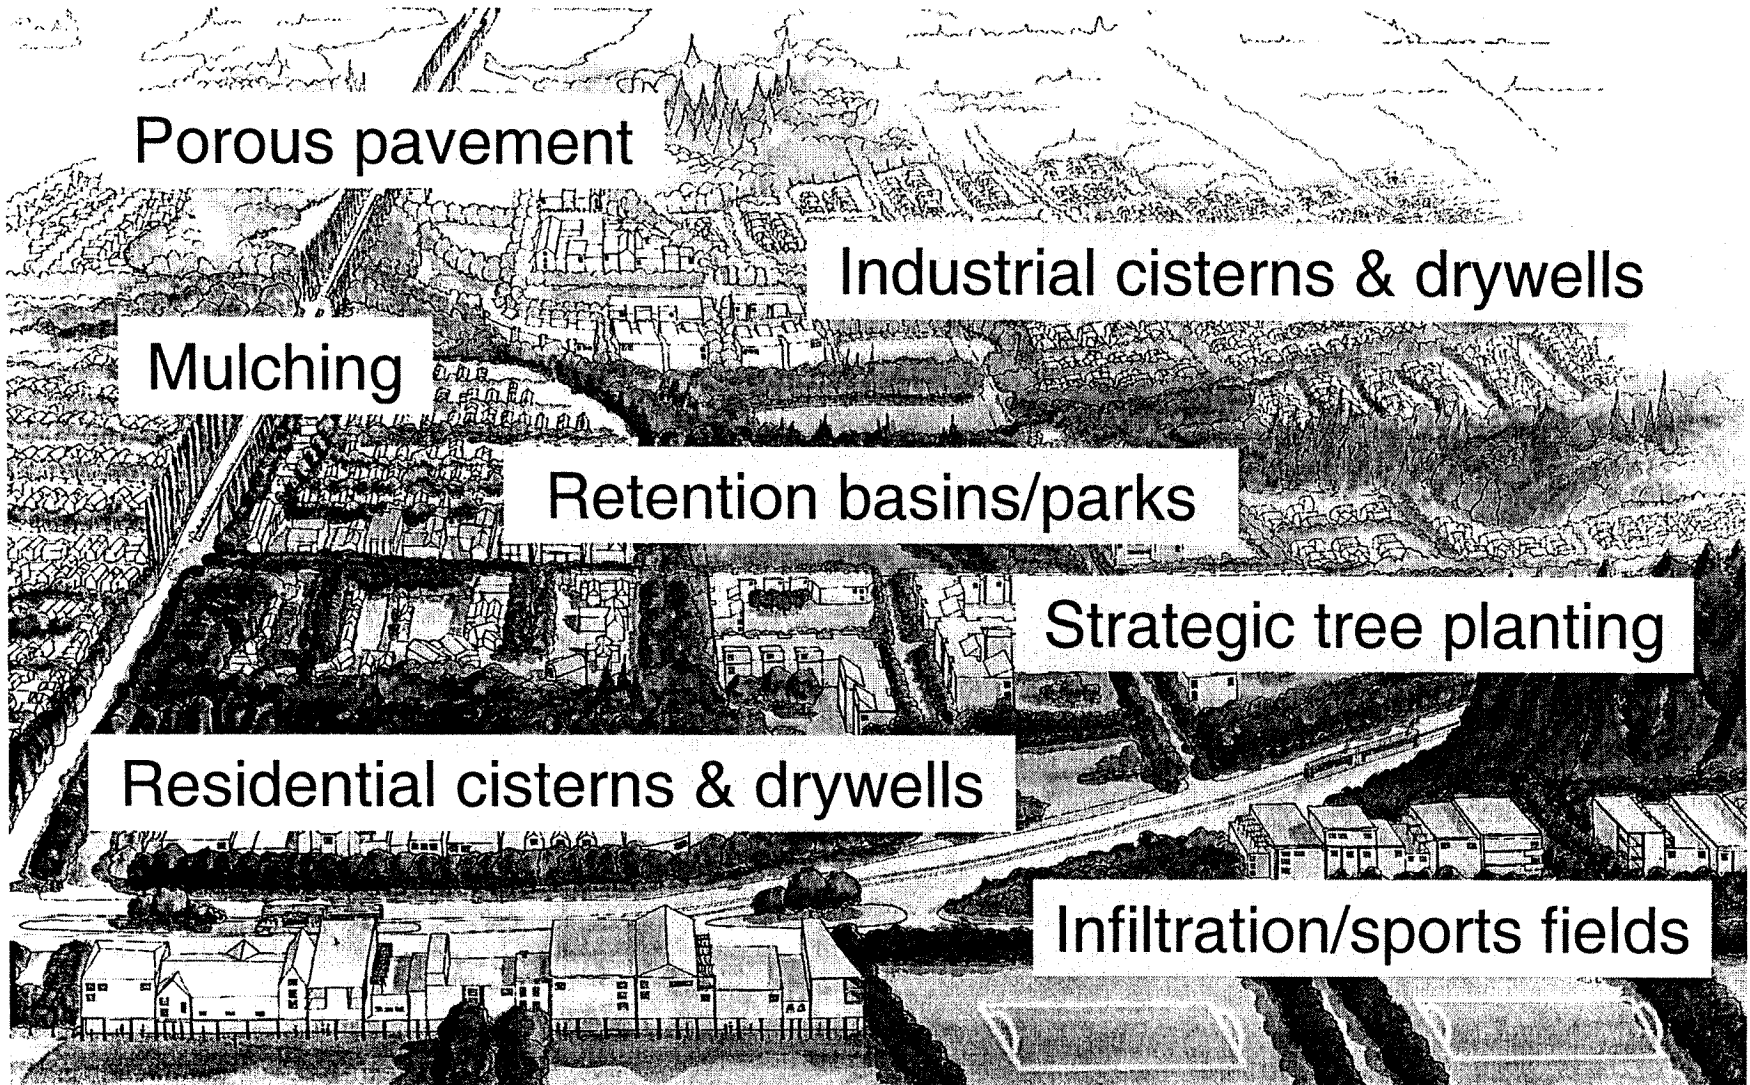 Porous pavement
Industrial cisterns & drywells
Mulching
Retention basins/parks
Strategic tree planting
Residential cisterns & drywells
Infiltration/sports fields